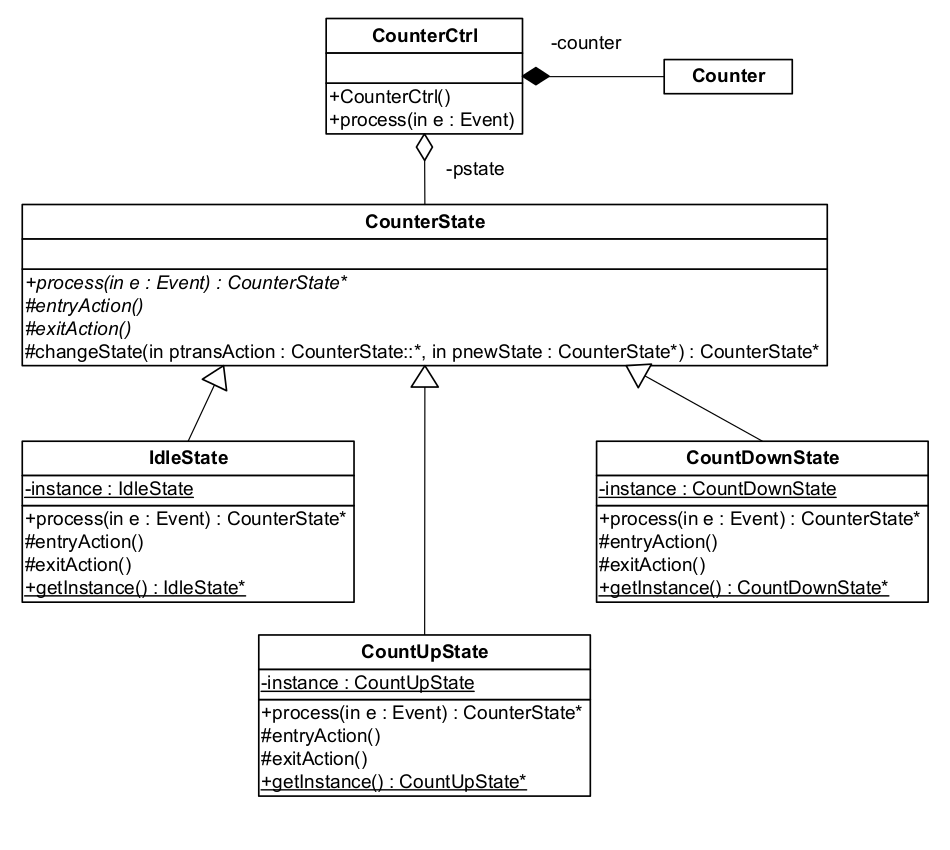 CounterCtrl
+CounterCtrl()
+process(in e : Event)
-counter
Counter
-pstate
CounterState
+process(in e : Event) : CounterState*
#entryAction()
#exitAction()
#changeState(in ptransAction : CounterState::*, in pnewState : CounterState*) : CounterState*
IdleState
-instance : IdleState
+process(in e : Event) : CounterState*
#entryAction()
#exitAction()
+getInstance() : IdleState*
CountDownState
-instance : CountDownState
+process(in e : Event) : CounterState*
#entryAction()
#exitAction()
+getInstance() : CountDownState*
CountUpState
-instance : CountUpState
+process(in e : Event) : CounterState*
#entryAction()
#exitAction()
+getInstance() : CountUpState*